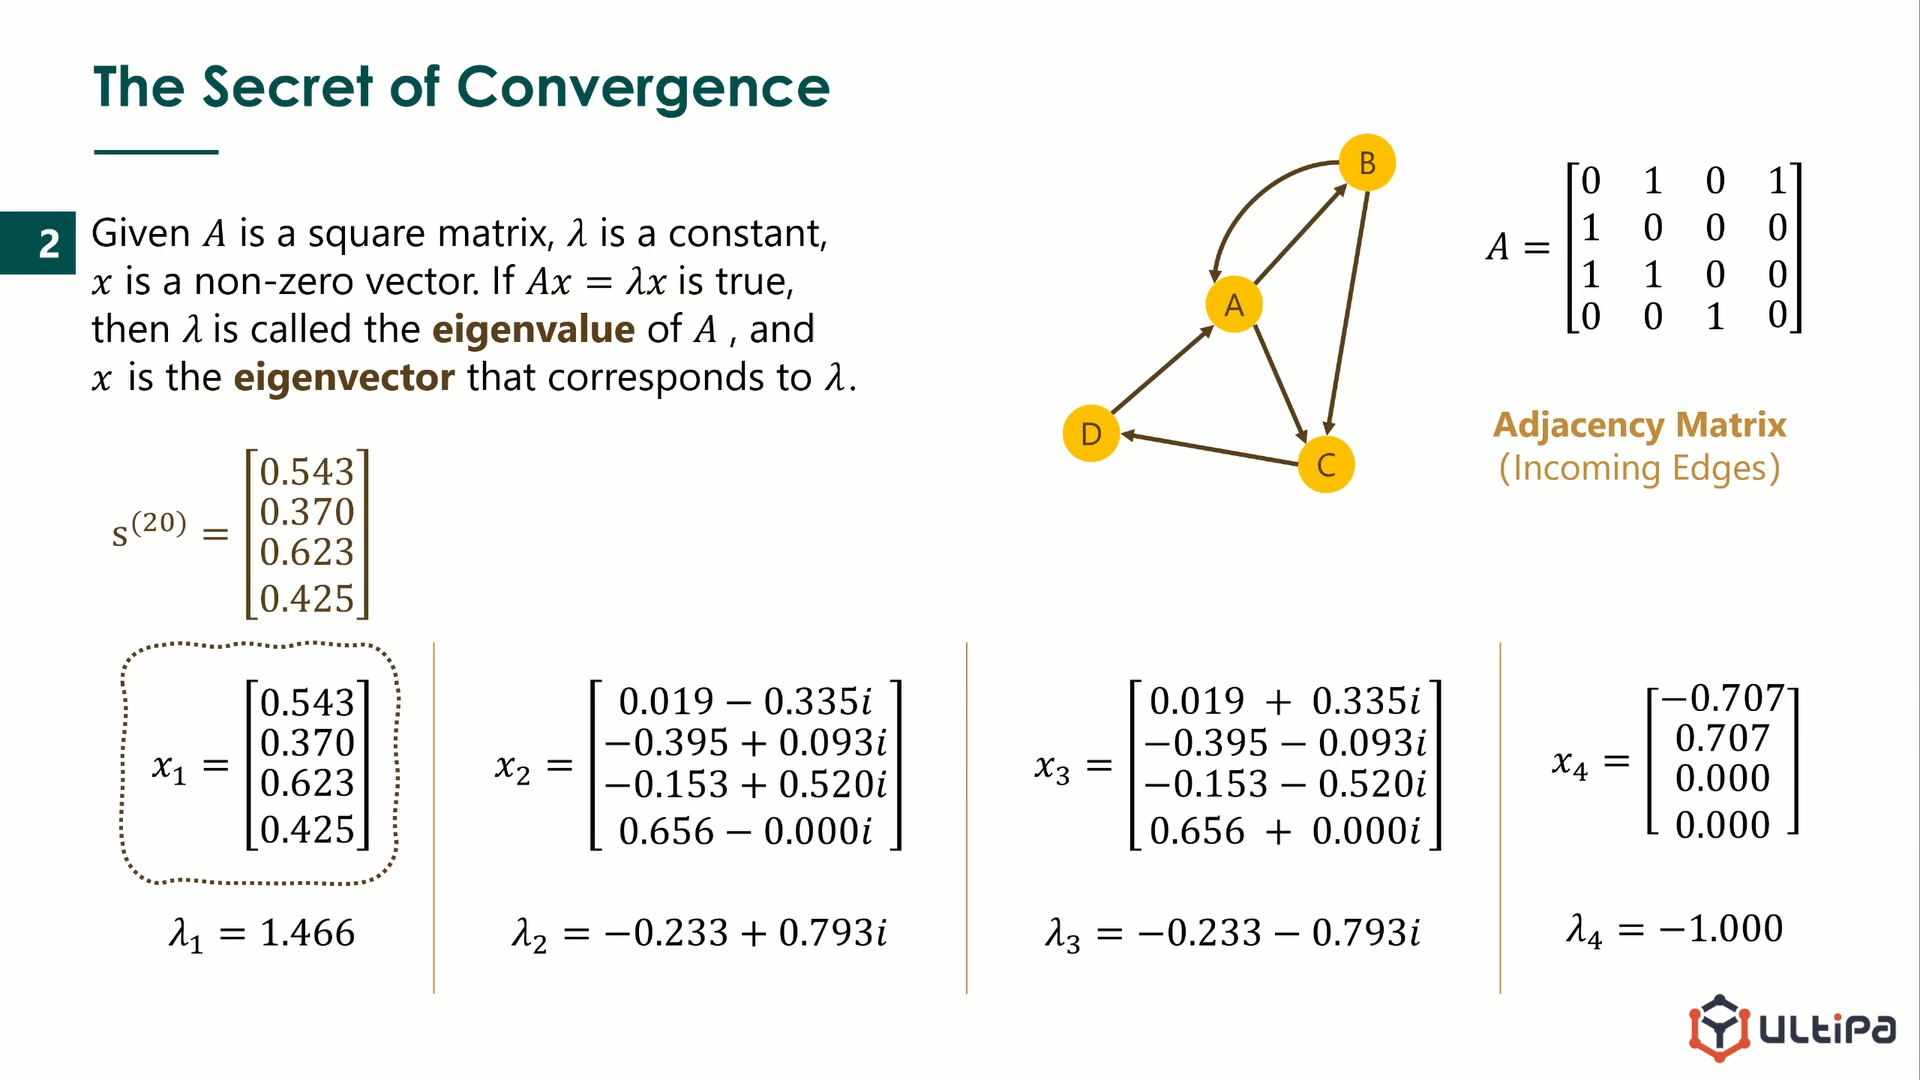 The Secret of Convergence
2
Given A is a square matrix, λ is a constant,
x is a non-zero vector. If Ax = λx is true,
then λ is called the eigenvalue of A , and
x is the eigenvector that corresponds to λ.
B
A
D
C
A =
0 1 0 1
1 0 0 0
1 1 0 0
0 0 1 0
Adjacency Matrix
(Incoming Edges)
s⁽²⁰⁾ =
0.543
0.370
0.623
0.425
x₁ =
0.543
0.370
0.623
0.425
λ₁ = 1.466
x₂ =
0.019 − 0.335i
−0.395 + 0.093i
−0.153 + 0.520i
0.656 − 0.000i
λ₂ = −0.233 + 0.793i
x₃ =
0.019 + 0.335i
−0.395 − 0.093i
−0.153 − 0.520i
0.656 + 0.000i
λ₃ = −0.233 − 0.793i
x₄ =
−0.707
0.707
0.000
0.000
λ₄ = −1.000
ULtiPa